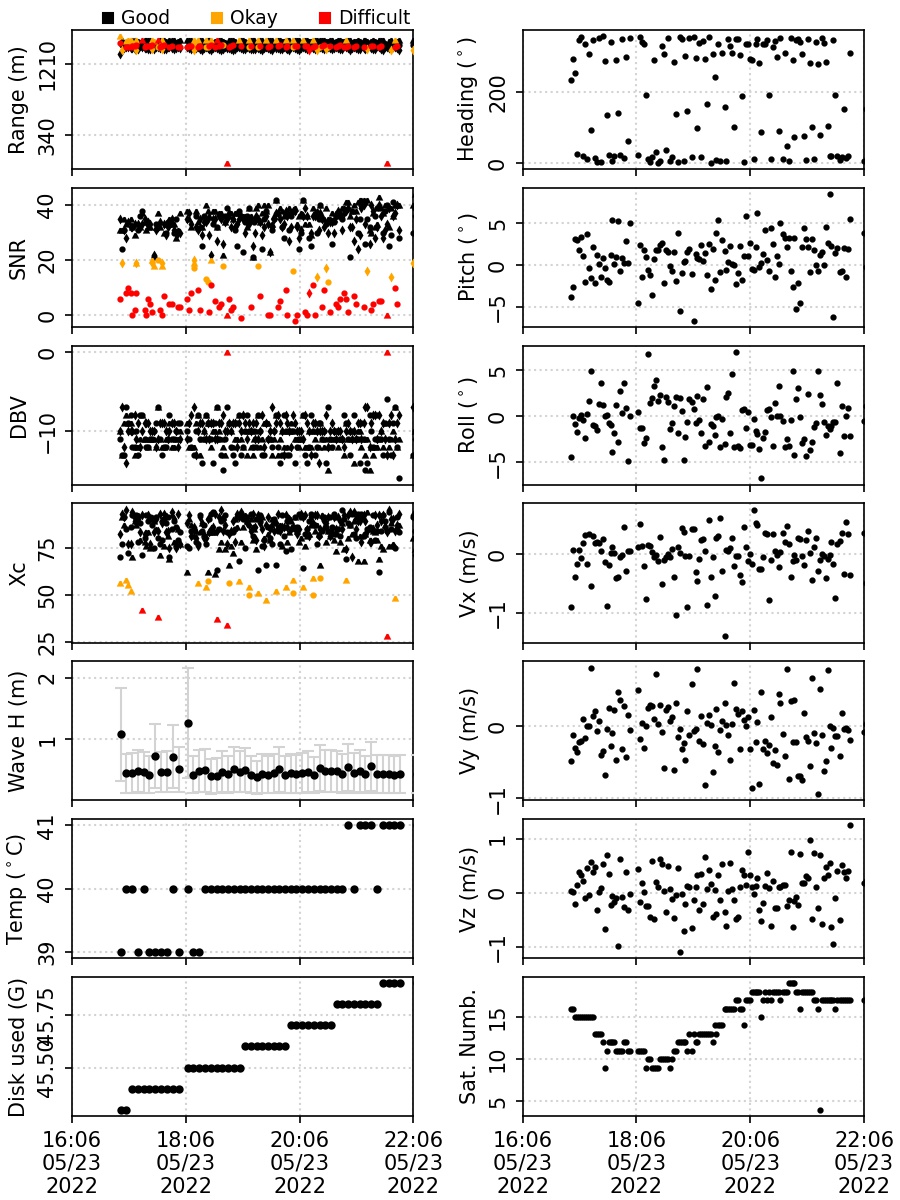 Good Okay Difficult
Range (m)
1210
340
Heading (°)
200
0
SNR
40
20
0
Pitch (°)
5
0
−5
DBV
0
−10
Roll (°)
5
0
−5
Xc
75
50
25
Vx (m/s)
0
−1
Wave H (m)
2
1
Vy (m/s)
0
−1
Temp (°C)
41
40
39
Vz (m/s)
1
0
−1
Disk used (G)
45.75
45.50
Sat. Numb.
15
10
5
16:06 18:06 20:06 22:06
05/23 05/23 05/23 05/23
2022 2022 2022 2022
16:06 18:06 20:06 22:06
05/23 05/23 05/23 05/23
2022 2022 2022 2022